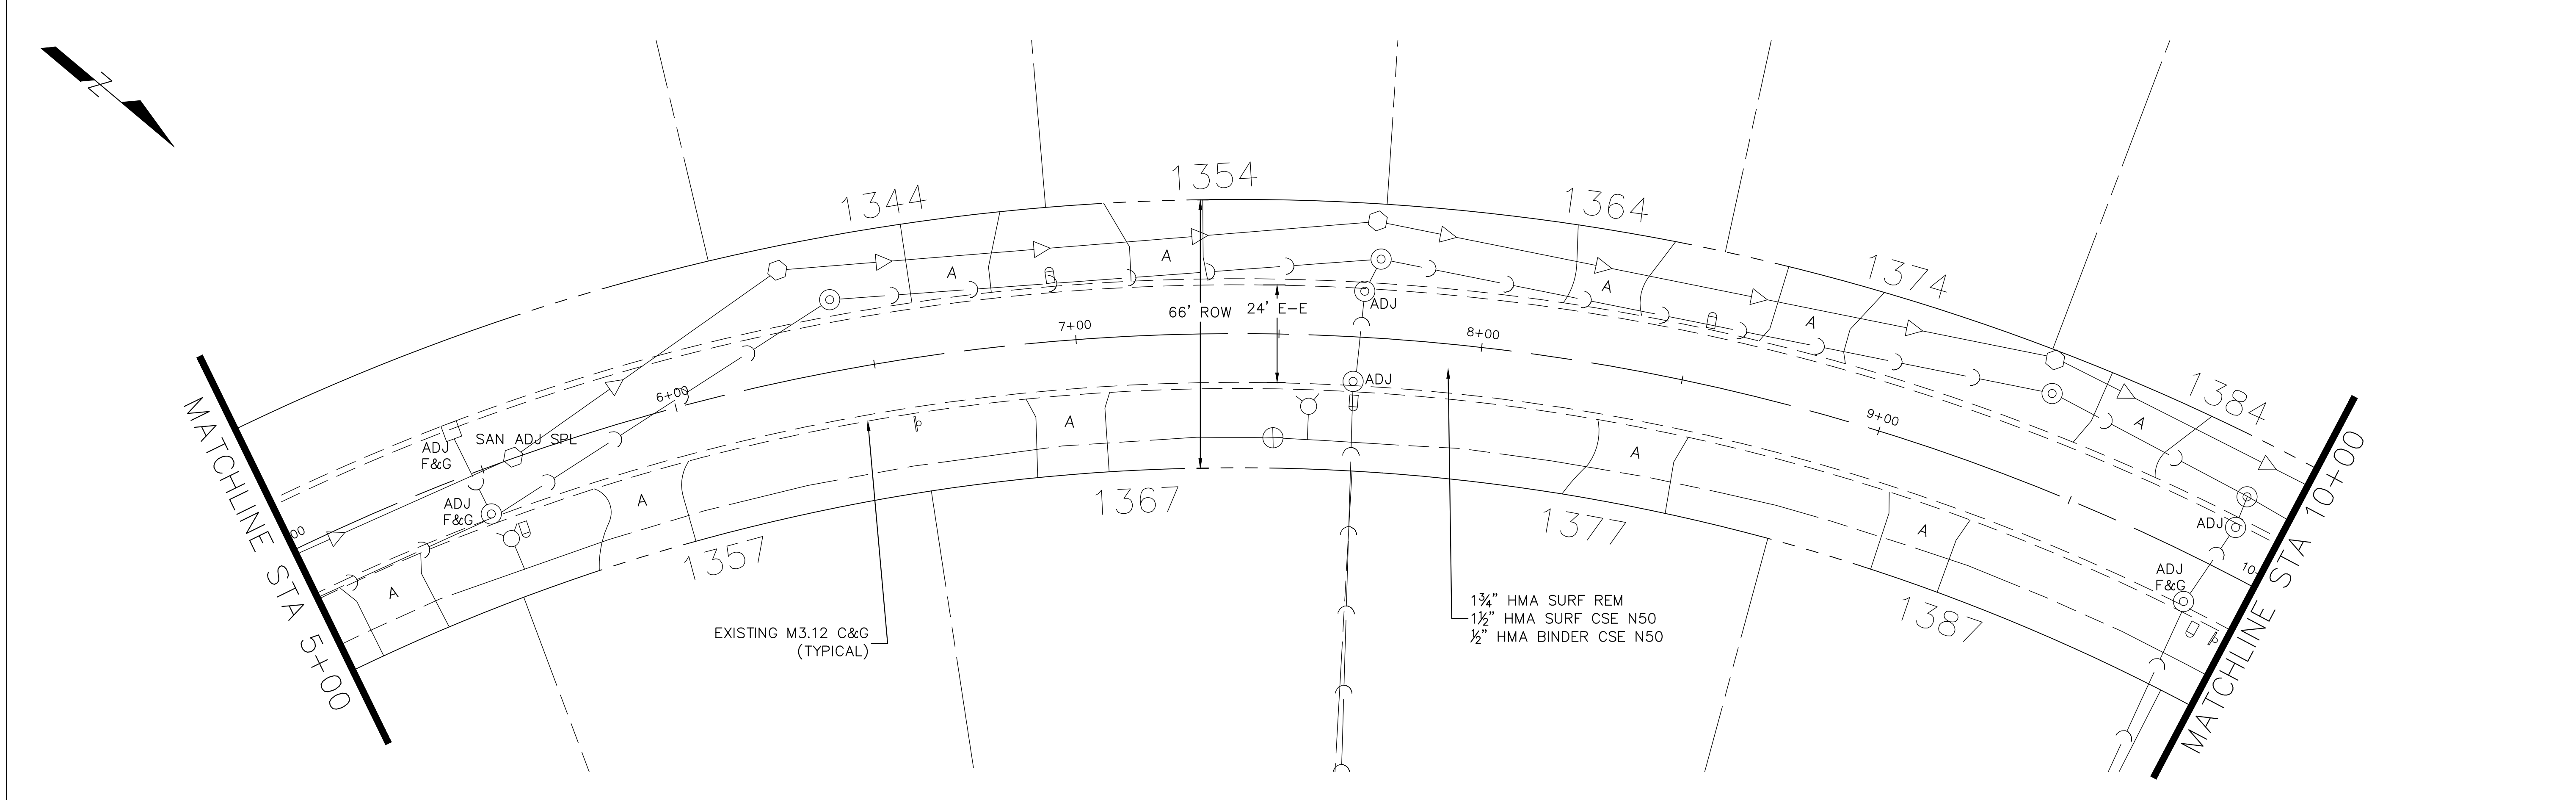 N
1344
1354
1364
1374
1384
A
A
A
A
A
66' ROW
24' E-E
ADJ
ADJ
7+00
8+00
6+00
9+00
SAN ADJ SPL
ADJ
F&G
ADJ
F&G
00
A
A
A
A
A
1357
1367
1377
1387
ADJ
ADJ
F&G
10+
EXISTING M3.12 C&G
(TYPICAL)
1¾" HMA SURF REM
1½" HMA SURF CSE N50
½" HMA BINDER CSE N50
MATCHLINE STA 5+00
MATCHLINE STA 10+00